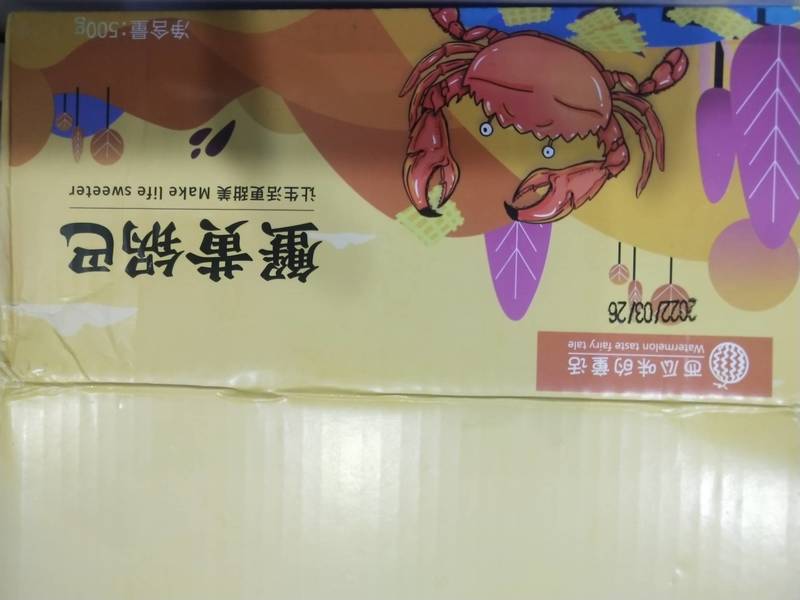 西瓜味的童话
Watermelon taste fairy tale
2022/03/26
蟹黄锅巴
让生活更甜美 Make life sweeter
净含量:500g